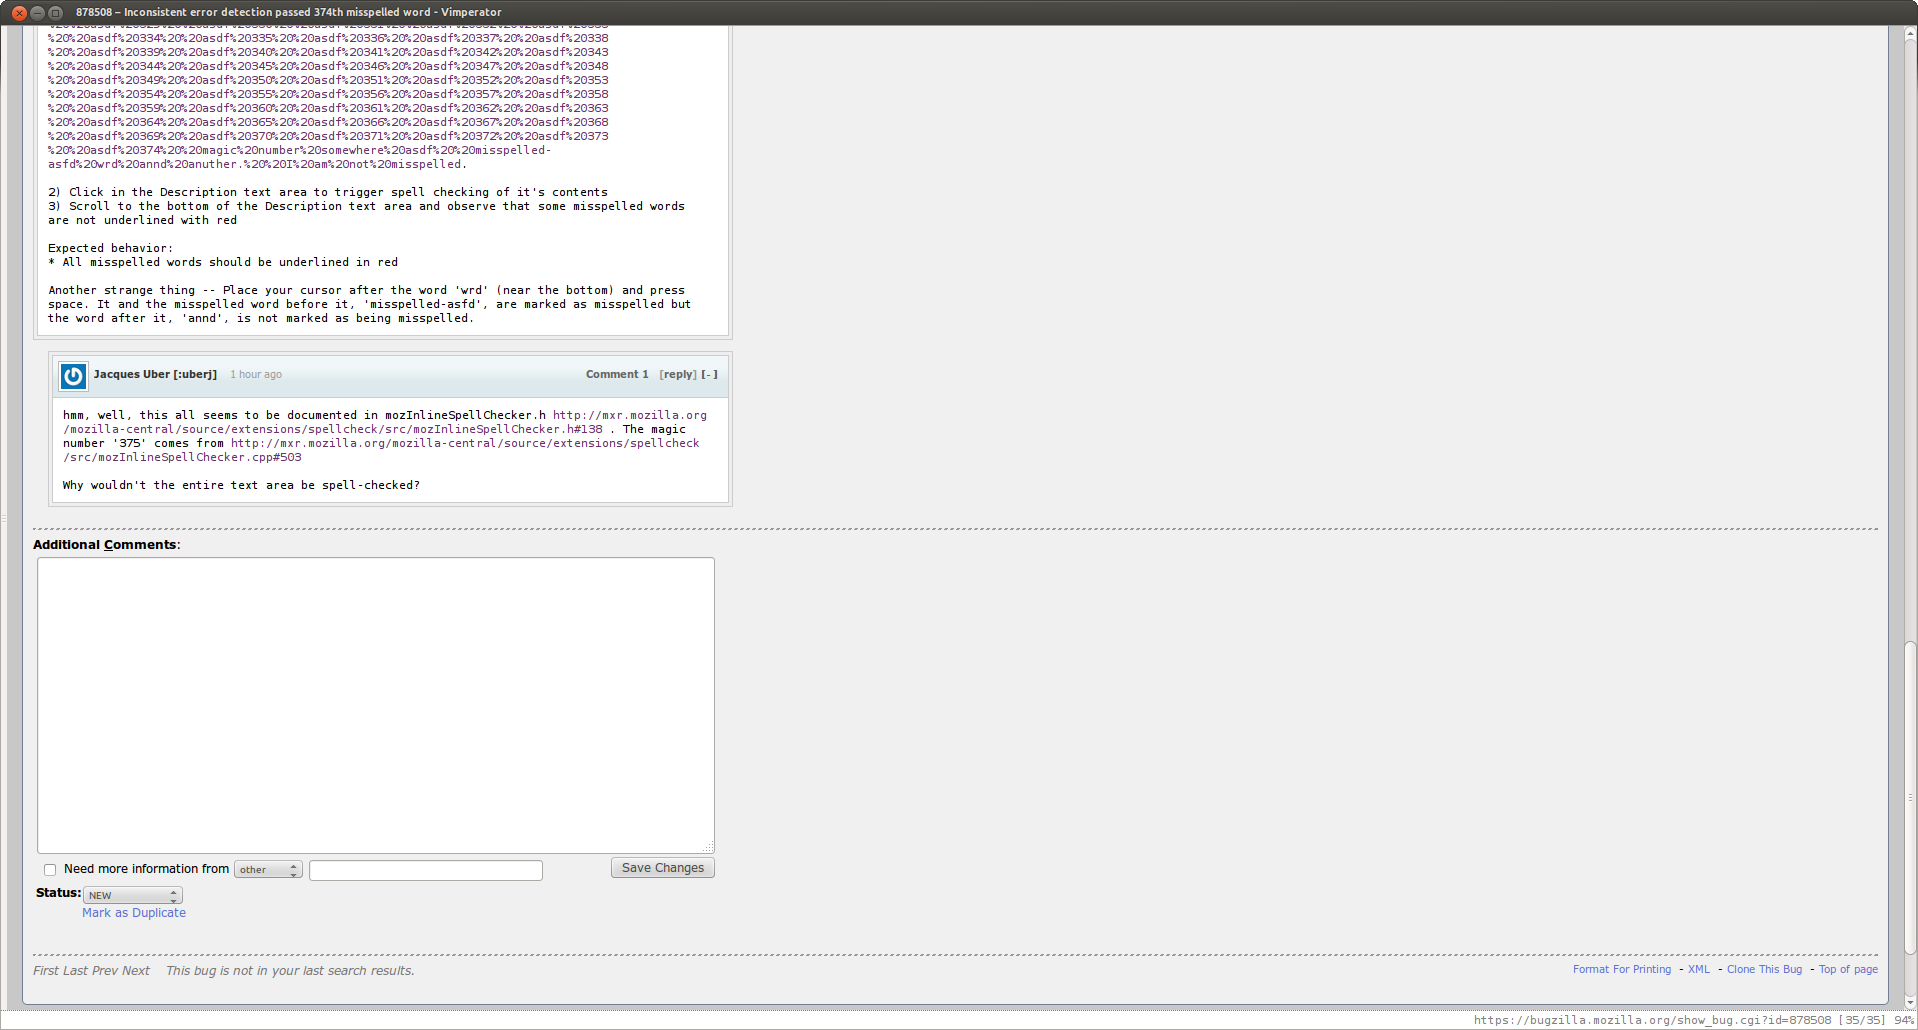 878508 – Inconsistent error detection passed 374th misspelled word - Vimperator
%20%20asdf%20334%20%20asdf%20335%20%20asdf%20336%20%20asdf%20337%20%20asdf%20338
%20%20asdf%20339%20%20asdf%20340%20%20asdf%20341%20%20asdf%20342%20%20asdf%20343
%20%20asdf%20344%20%20asdf%20345%20%20asdf%20346%20%20asdf%20347%20%20asdf%20348
%20%20asdf%20349%20%20asdf%20350%20%20asdf%20351%20%20asdf%20352%20%20asdf%20353
%20%20asdf%20354%20%20asdf%20355%20%20asdf%20356%20%20asdf%20357%20%20asdf%20358
%20%20asdf%20359%20%20asdf%20360%20%20asdf%20361%20%20asdf%20362%20%20asdf%20363
%20%20asdf%20364%20%20asdf%20365%20%20asdf%20366%20%20asdf%20367%20%20asdf%20368
%20%20asdf%20369%20%20asdf%20370%20%20asdf%20371%20%20asdf%20372%20%20asdf%20373
%20%20asdf%20374%20%20magic%20number%20somewhere%20asdf%20%20misspelled-
asfd%20wrd%20annd%20anuther.%20%20I%20am%20not%20misspelled.
2) Click in the Description text area to trigger spell checking of it's contents
3) Scroll to the bottom of the Description text area and observe that some misspelled words
are not underlined with red
Expected behavior:
* All misspelled words should be underlined in red
Another strange thing -- Place your cursor after the word 'wrd' (near the bottom) and press
space. It and the misspelled word before it, 'misspelled-asfd', are marked as misspelled but
the word after it, 'annd', is not marked as being misspelled.
Jacques Uber [:uberj] 1 hour ago Comment 1 [reply] [-]
hmm, well, this all seems to be documented in mozInlineSpellChecker.h http://mxr.mozilla.org
/mozilla-central/source/extensions/spellcheck/src/mozInlineSpellChecker.h#138 . The magic
number '375' comes from http://mxr.mozilla.org/mozilla-central/source/extensions/spellcheck
/src/mozInlineSpellChecker.cpp#503
Why wouldn't the entire text area be spell-checked?
Additional Comments:
Need more information from other Save Changes
Status: NEW
Mark as Duplicate
First Last Prev Next This bug is not in your last search results. Format For Printing - XML - Clone This Bug - Top of page
https://bugzilla.mozilla.org/show_bug.cgi?id=878508 [35/35] 94%